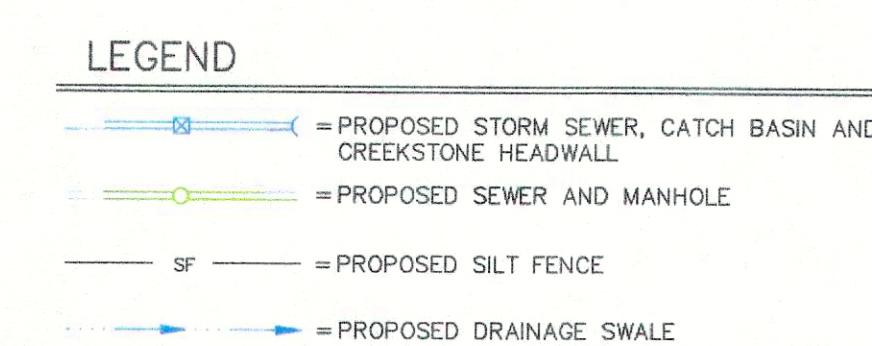 LEGEND
= PROPOSED STORM SEWER, CATCH BASIN AND
CREEKSTONE HEADWALL
= PROPOSED SEWER AND MANHOLE
SF = PROPOSED SILT FENCE
= PROPOSED DRAINAGE SWALE